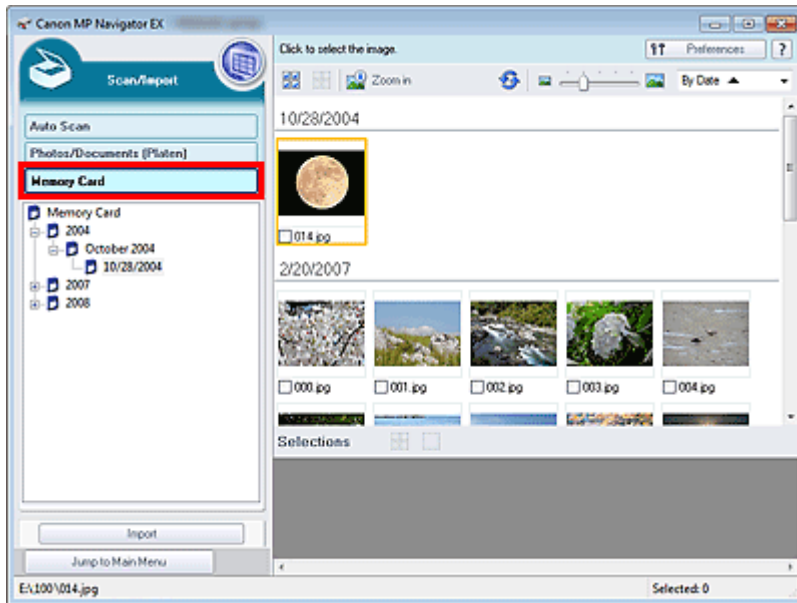 Canon MP Navigator EX
Scan/Import
Auto Scan
Photos/Documents (Platen)
Memory Card
Memory Card
2004
October 2004
10/28/2004
2007
2008
Import
Jump to Main Menu
Click to select the image.
Preferences
?
Zoom in
By Date
10/28/2004
014.jpg
2/20/2007
000.jpg
001.jpg
002.jpg
003.jpg
004.jpg
Selections
E:\100\014.jpg
Selected: 0